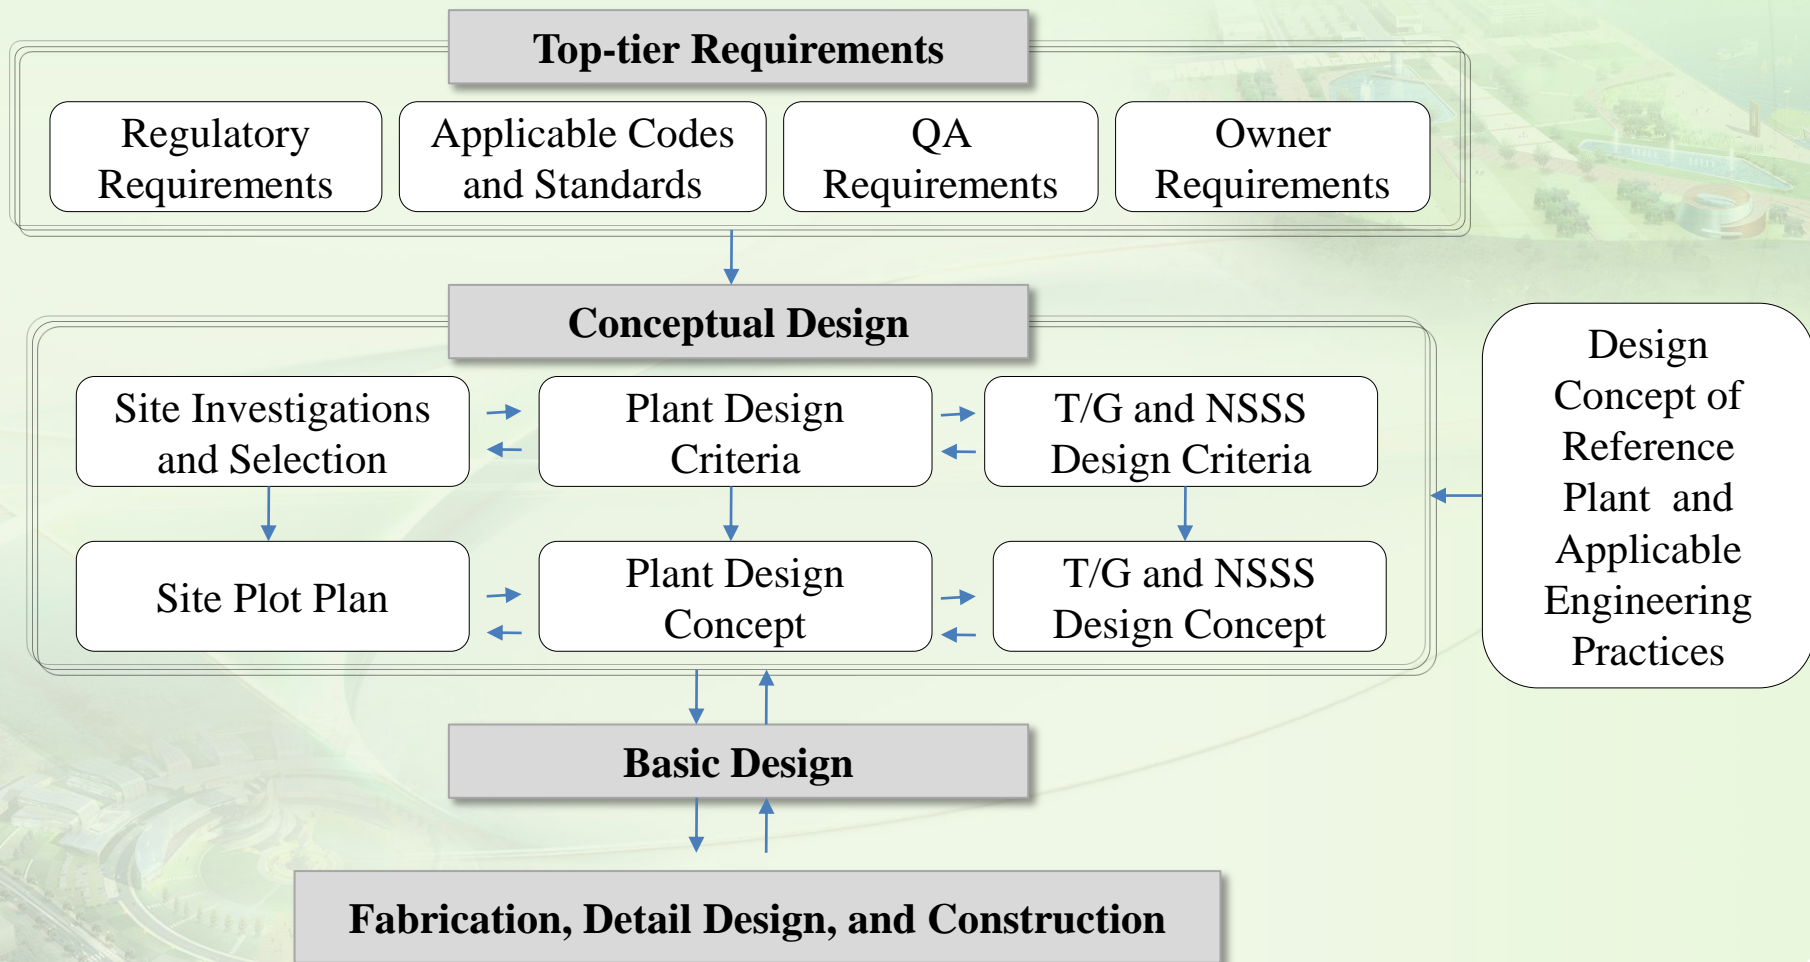 Top-tier Requirements
Regulatory
Requirements
Applicable Codes
and Standards
QA
Requirements
Owner
Requirements
Conceptual Design
Site Investigations
and Selection
Plant Design
Criteria
T/G and NSSS
Design Criteria
Site Plot Plan
Plant Design
Concept
T/G and NSSS
Design Concept
Design
Concept of
Reference
Plant and
Applicable
Engineering
Practices
Basic Design
Fabrication, Detail Design, and Construction